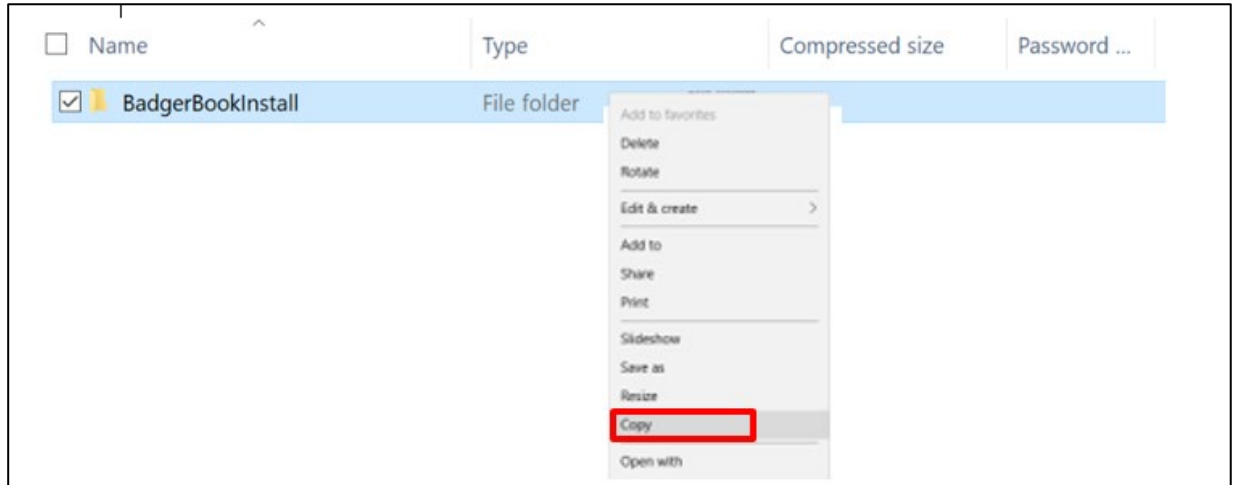 Name Type Compressed size Password ...
BadgerBookInstall File folder
Add to favorites
Delete
Rotate
Edit & create
Add to
Share
Print
Slideshow
Save as
Resize
Copy
Open with